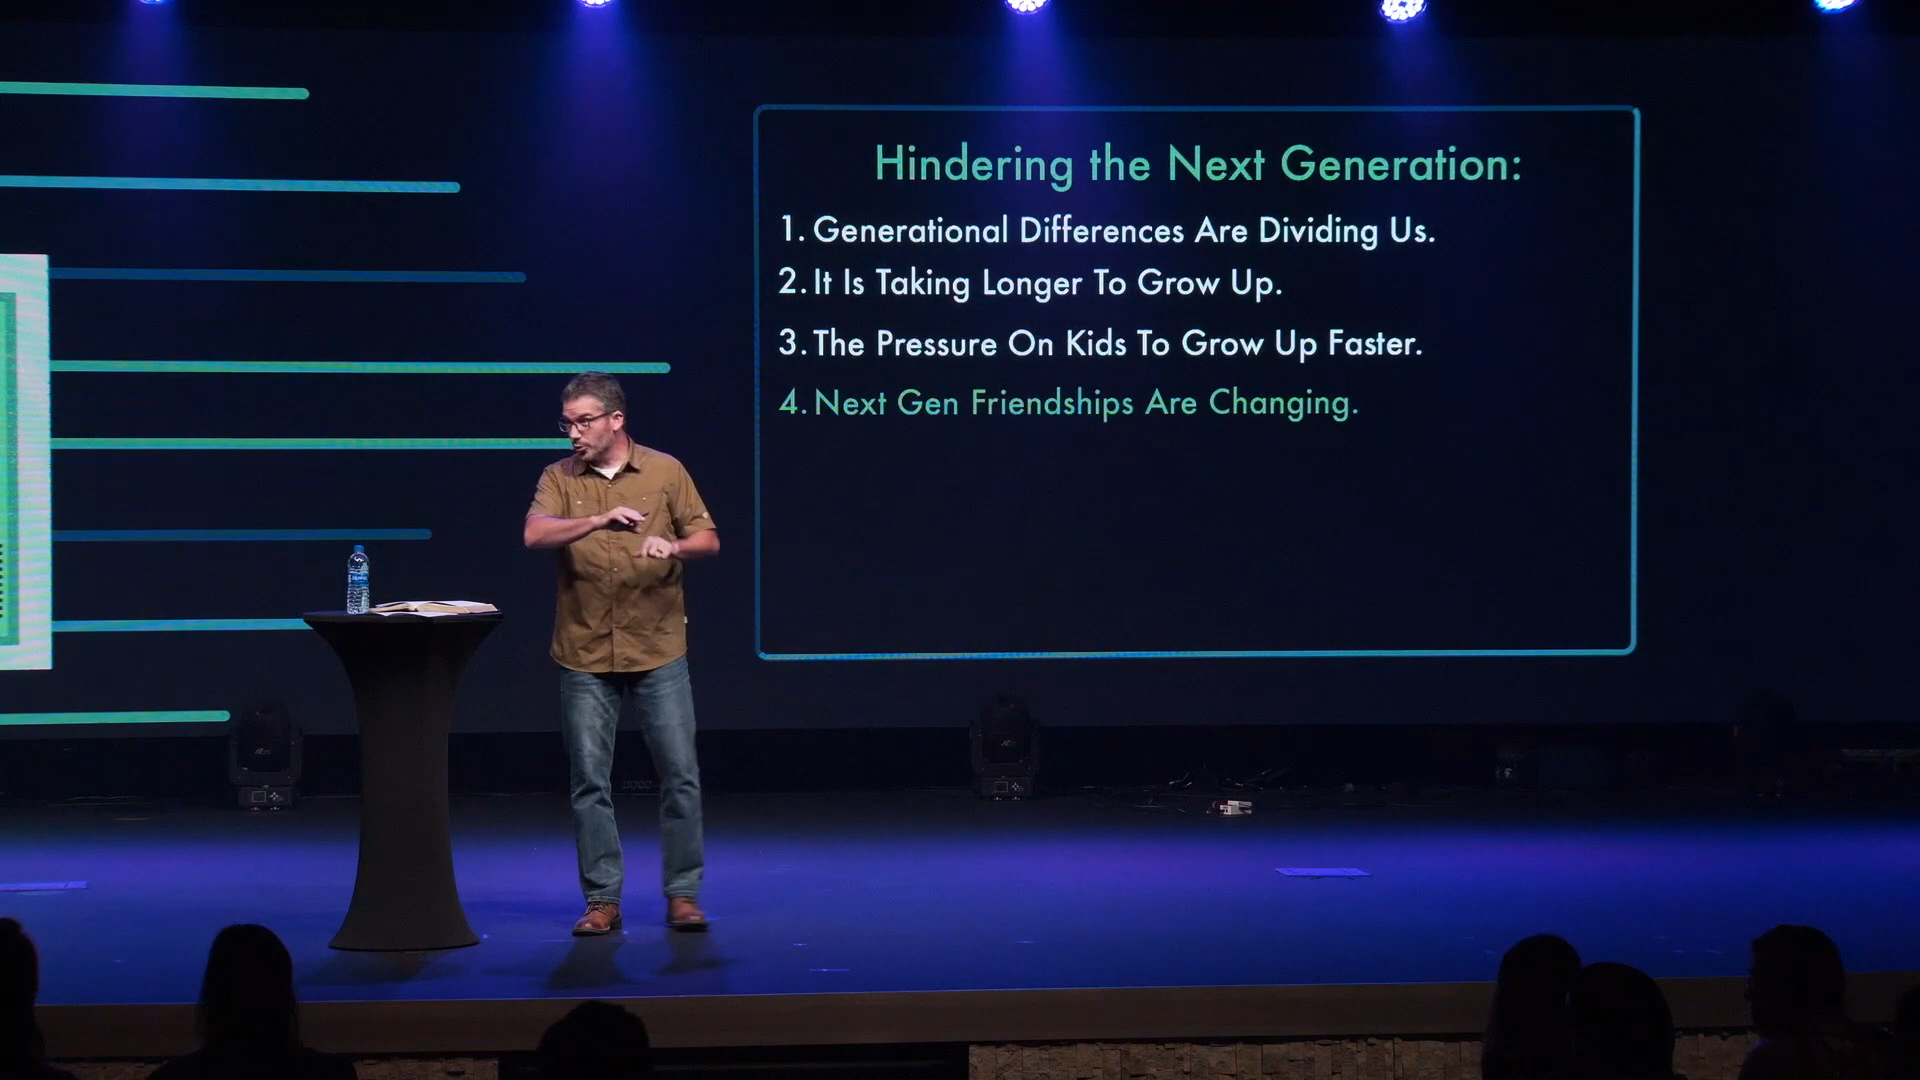 Hindering the Next Generation:
1. Generational Differences Are Dividing Us.
2. It Is Taking Longer To Grow Up.
3. The Pressure On Kids To Grow Up Faster.
4. Next Gen Friendships Are Changing.